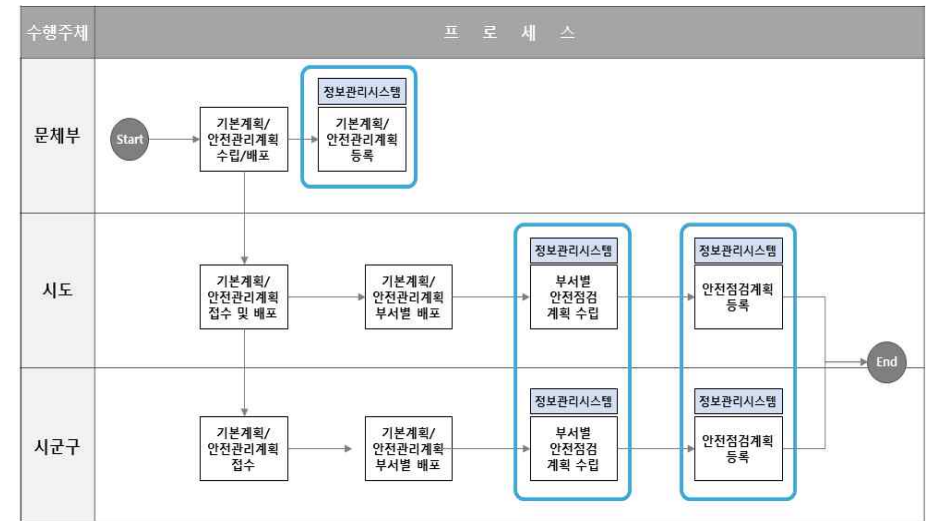 수행주체
프 로 세 스
문체부
Start
기본계획/
안전관리계획
수립/배포
정보관리시스템
기본계획/
안전관리계획
등록
시도
기본계획/
안전관리계획
접수 및 배포
기본계획/
안전관리계획
부서별 배포
정보관리시스템
부서별
안전점검
계획 수립
정보관리시스템
안전점검계획
등록
End
시군구
기본계획/
안전관리계획
접수
기본계획/
안전관리계획
부서별 배포
정보관리시스템
부서별
안전점검
계획 수립
정보관리시스템
안전점검계획
등록